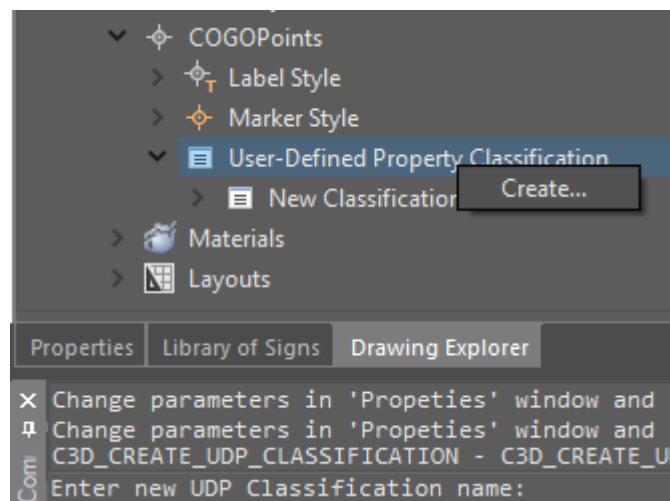 COGOPoints
Label Style
Marker Style
User-Defined Property Classification
Create...
New Classification
Materials
Layouts
Properties Library of Signs Drawing Explorer
Change parameters in 'Propeties' window and
Change parameters in 'Propeties' window and
C3D_CREATE_UDP_CLASSIFICATION - C3D_CREATE_U
Enter new UDP Classification name:
Com